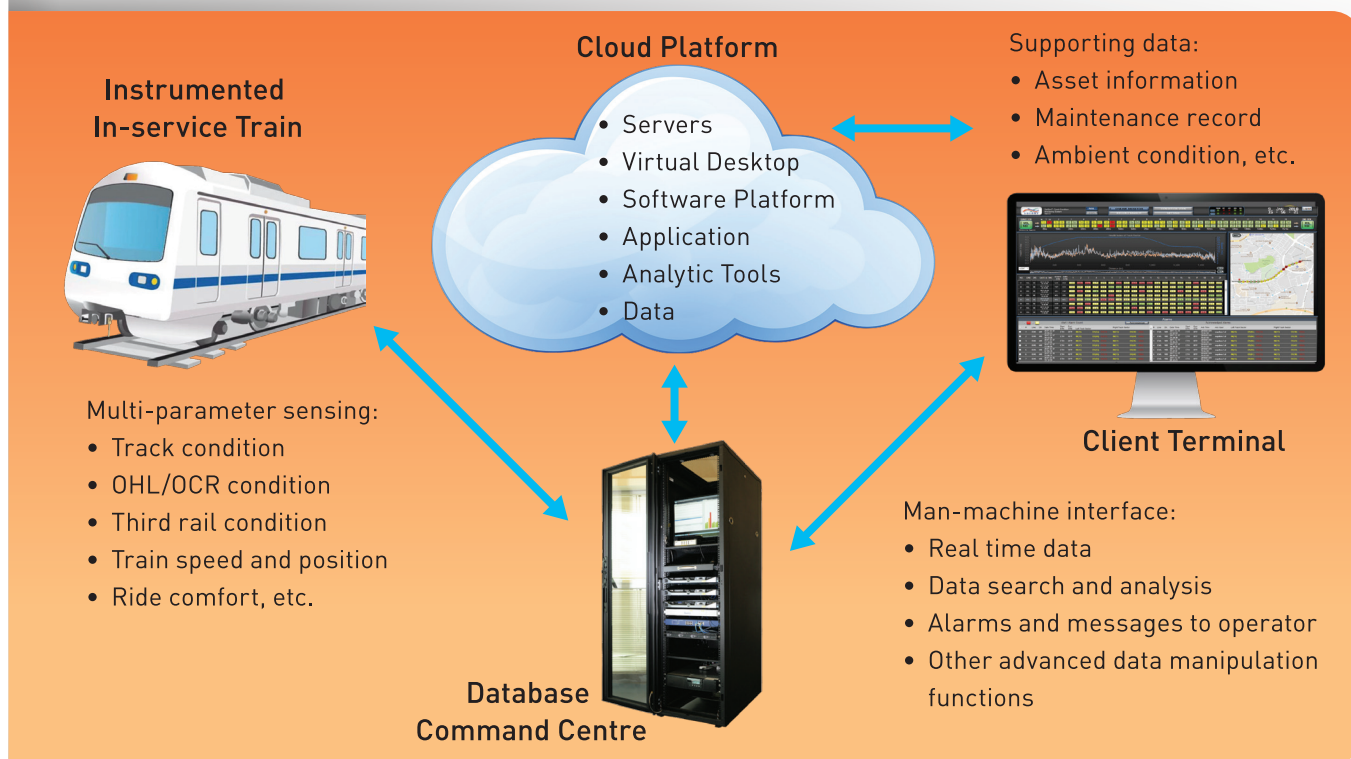 Instrumented
In-service Train
Multi-parameter sensing:
• Track condition
• OHL/OCR condition
• Third rail condition
• Train speed and position
• Ride comfort, etc.
Cloud Platform
• Servers
• Virtual Desktop
• Software Platform
• Application
• Analytic Tools
• Data
Database
Command Centre
Supporting data:
• Asset information
• Maintenance record
• Ambient condition, etc.
Client Terminal
Man-machine interface:
• Real time data
• Data search and analysis
• Alarms and messages to operator
• Other advanced data manipulation
functions